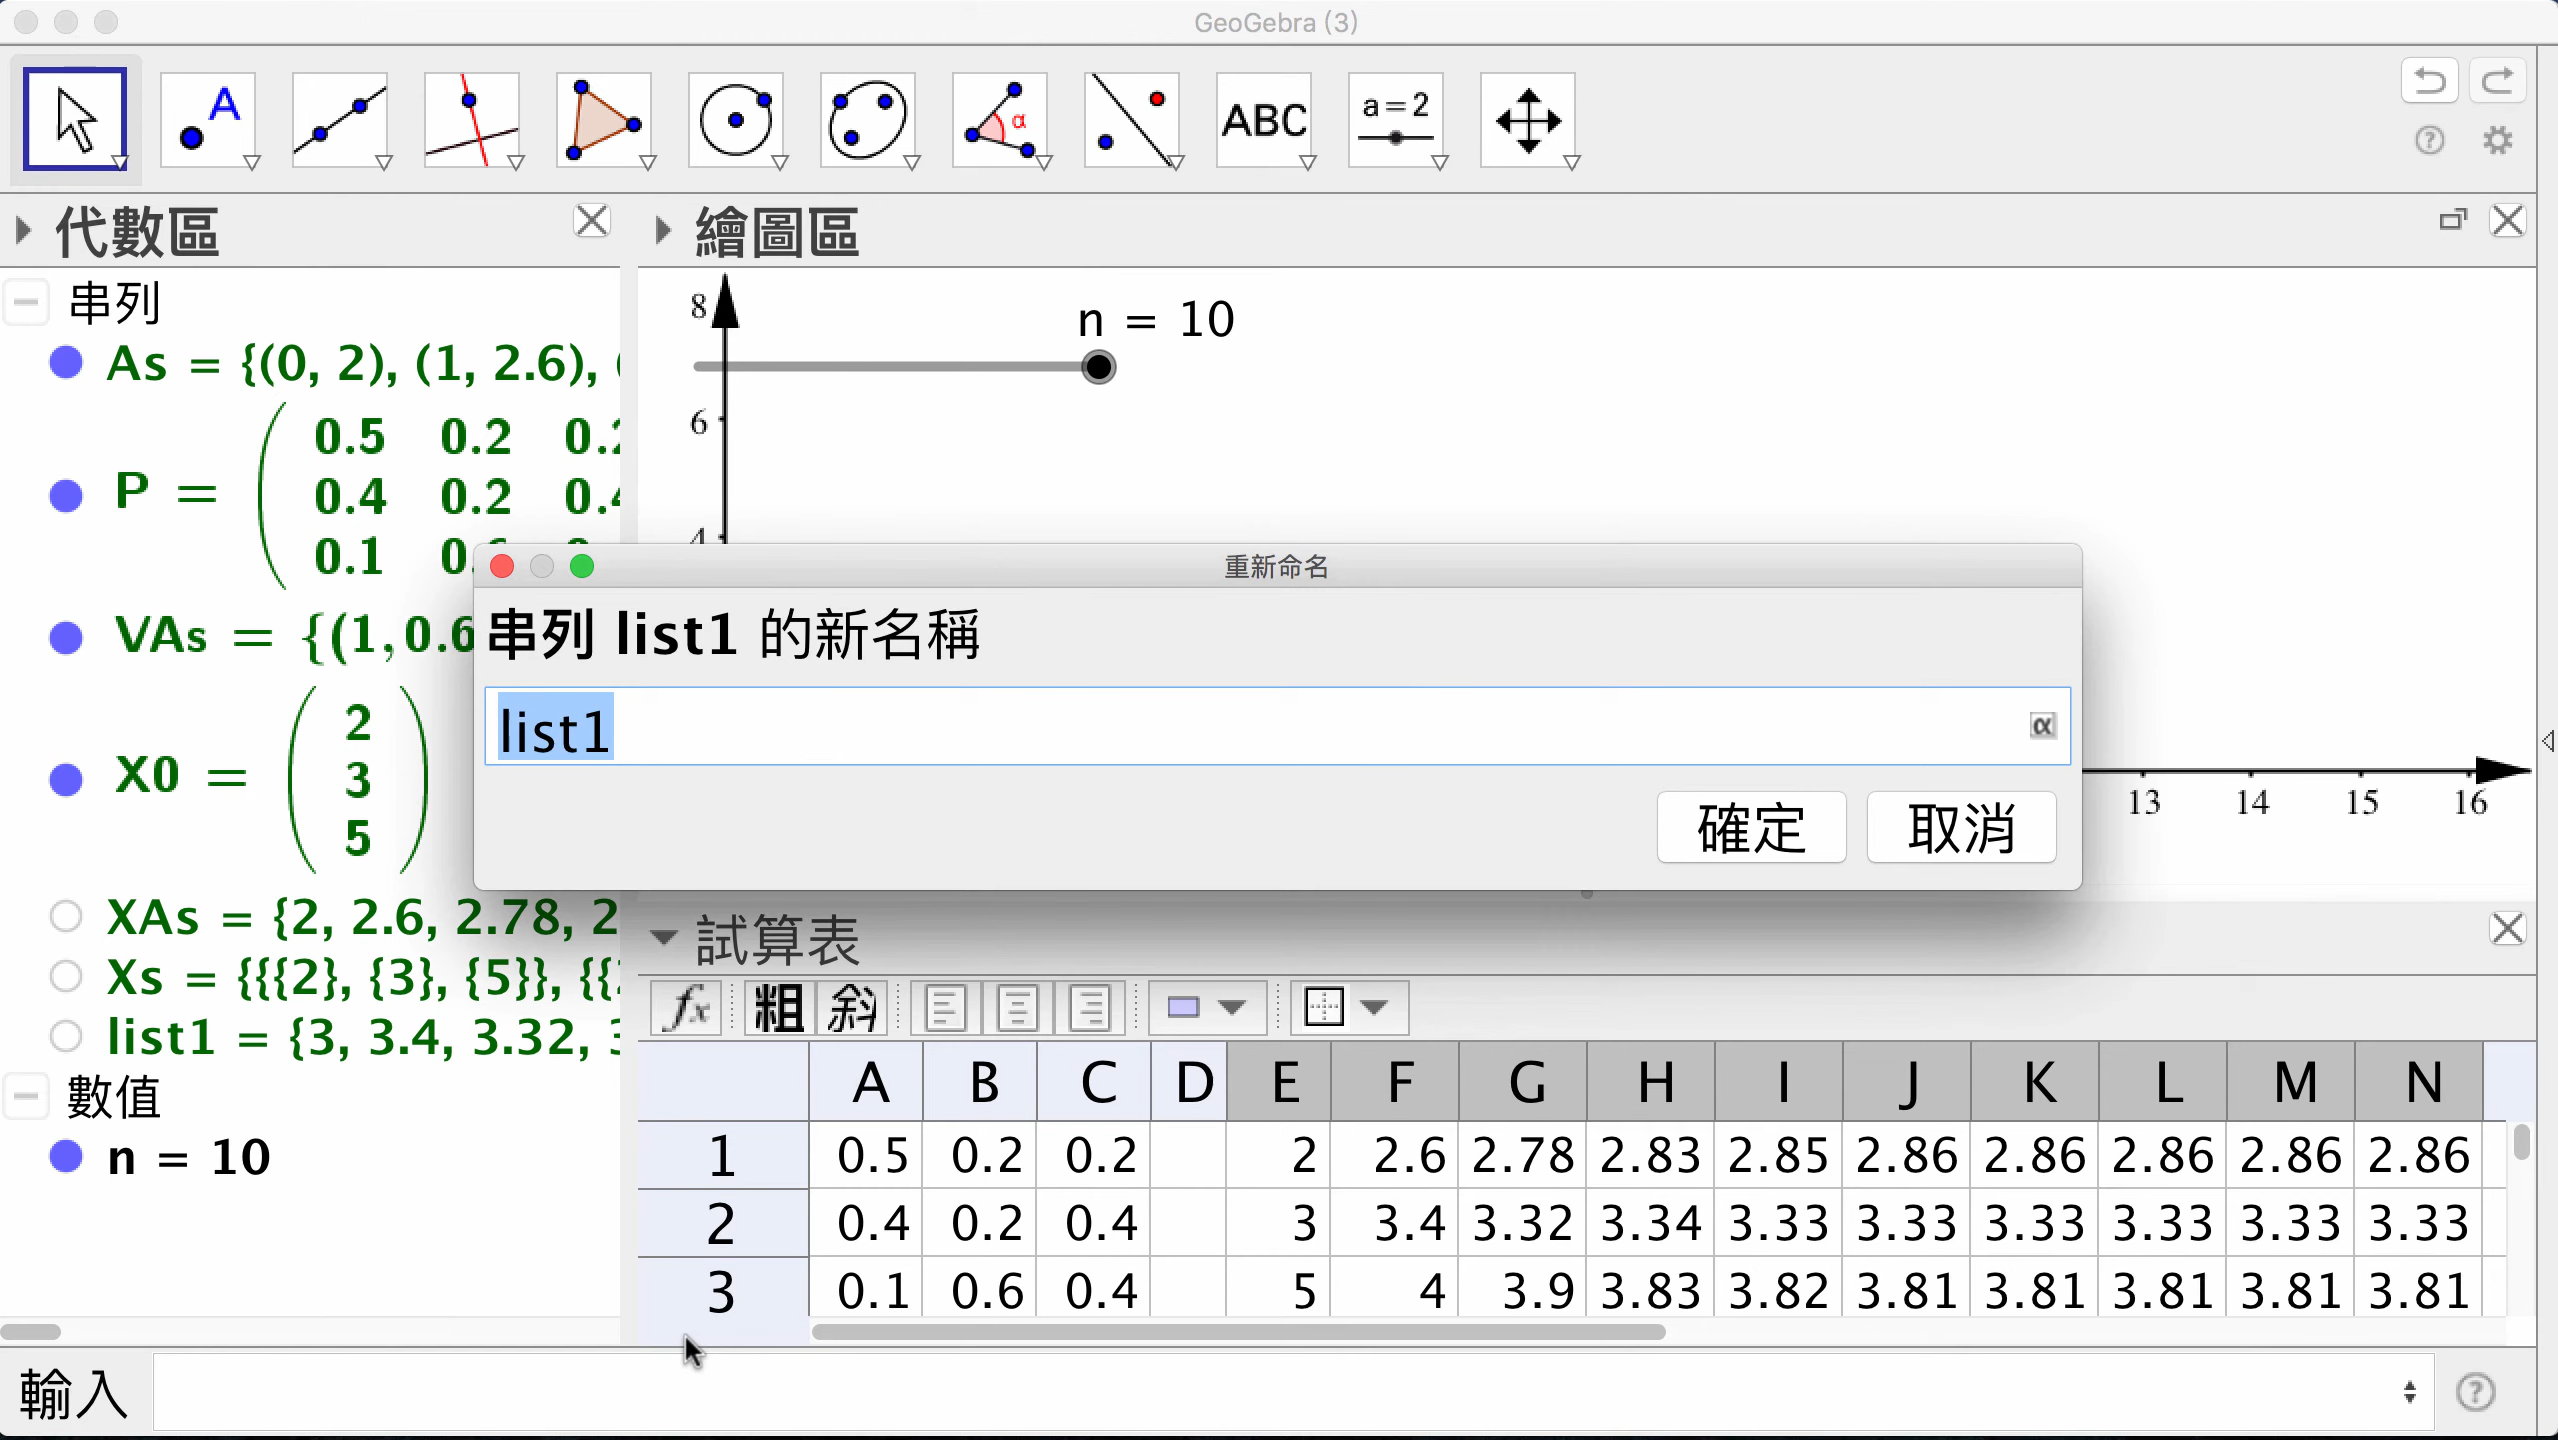 GeoGebra (3)
A
α
ABC
a = 2
代數區
繪圖區
串列
As = {(0, 2), (1, 2.6), (
P =
0.5 0.2 0.2
0.4 0.2 0.4
0.1
VAs = {(1, 0.6
X0 =
2
3
5
XAs = {2, 2.6, 2.78, 2
Xs = {{{2}, {3}, {5}}, {{
list1 = {3, 3.4, 3.32, 3
數值
n = 10
n = 10
8
6
4
13 14 15 16
重新命名
串列 list1 的新名稱
list1
α
確定 取消
試算表
fx 粗 斜
A B C D E F G H I J K L M N
1 0.5 0.2 0.2 2 2.6 2.78 2.83 2.85 2.86 2.86 2.86 2.86 2.86
2 0.4 0.2 0.4 3 3.4 3.32 3.34 3.33 3.33 3.33 3.33 3.33 3.33
3 0.1 0.6 0.4 5 4 3.9 3.83 3.82 3.81 3.81 3.81 3.81 3.81
輸入